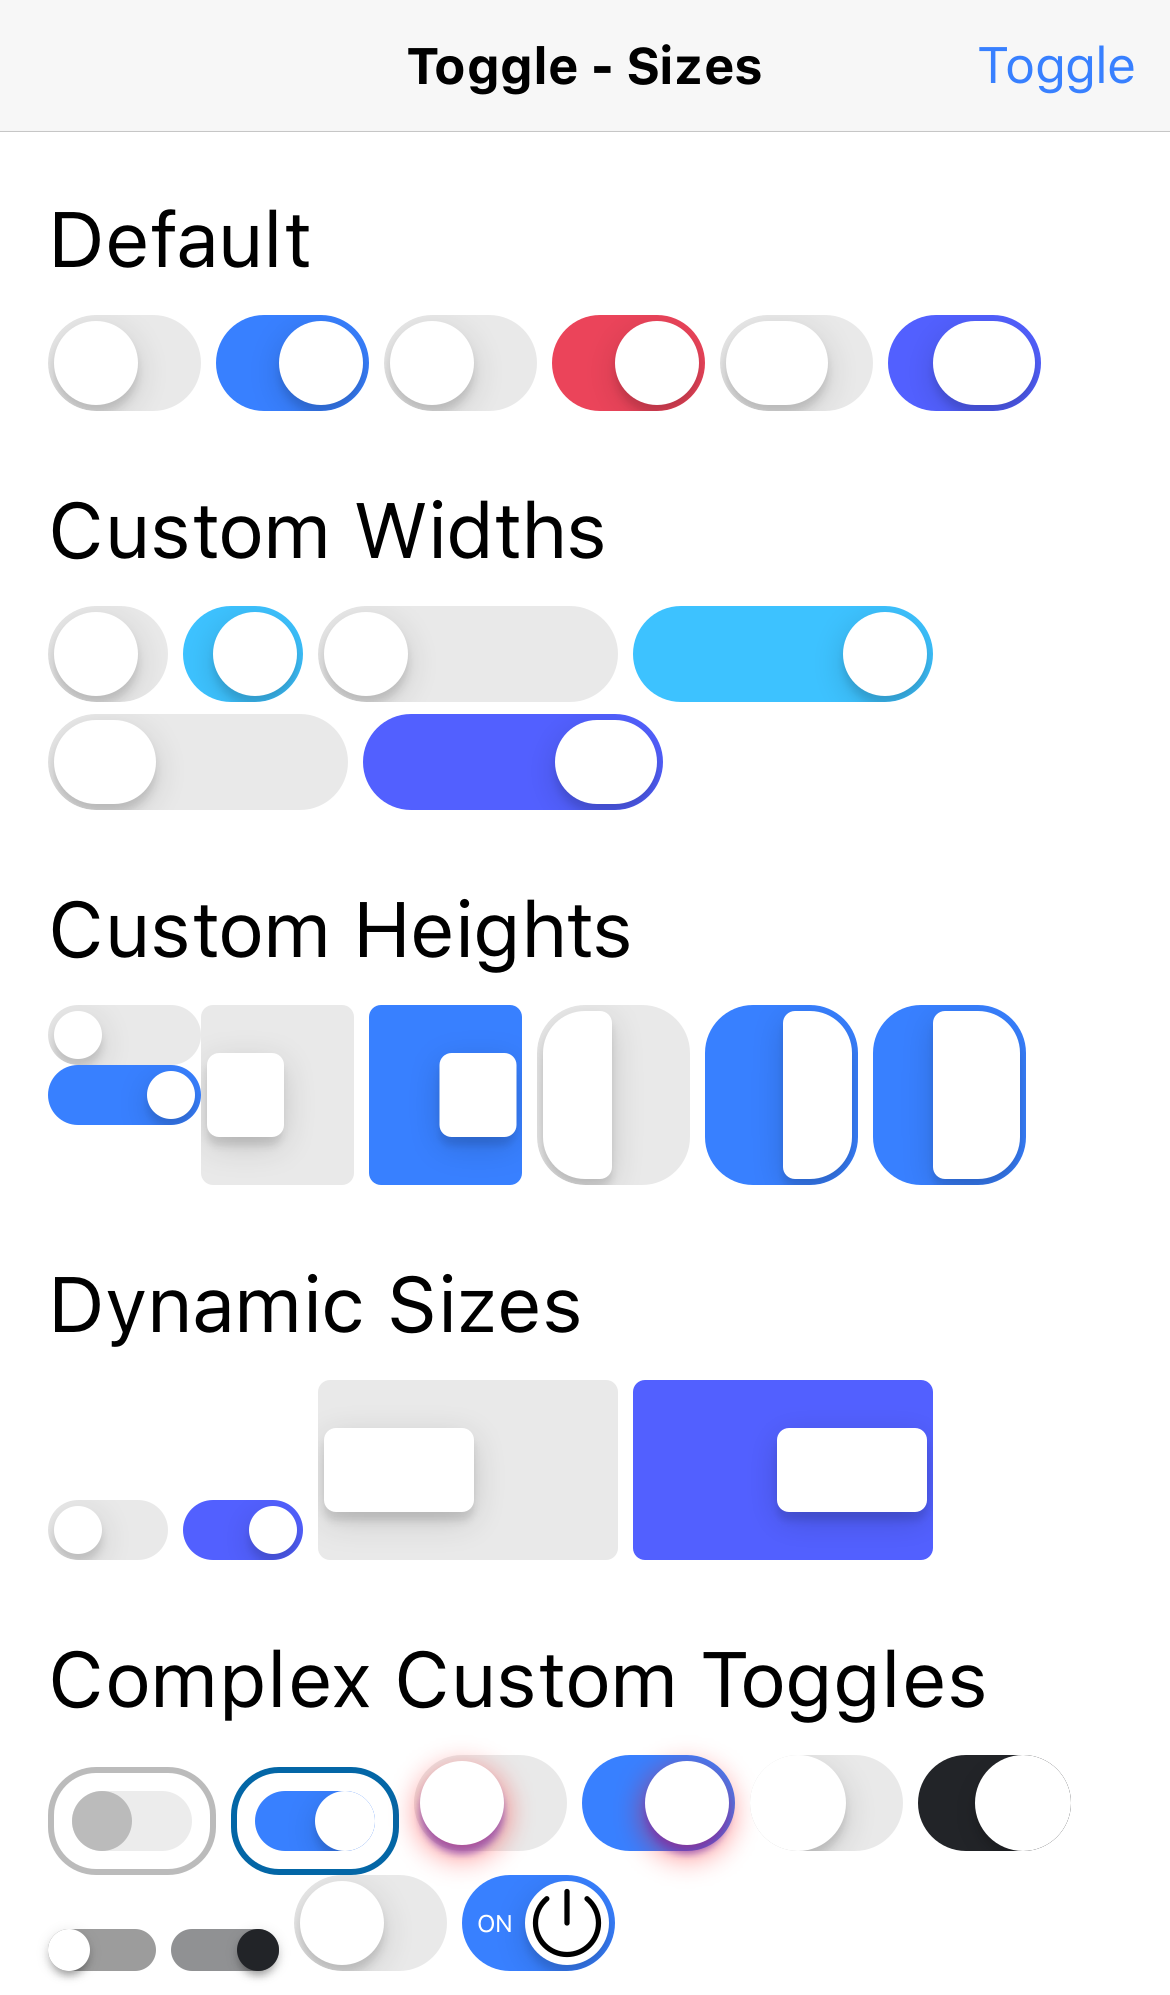 Toggle - Sizes
Toggle
Default
Custom Widths
Custom Heights
Dynamic Sizes
Complex Custom Toggles
ON